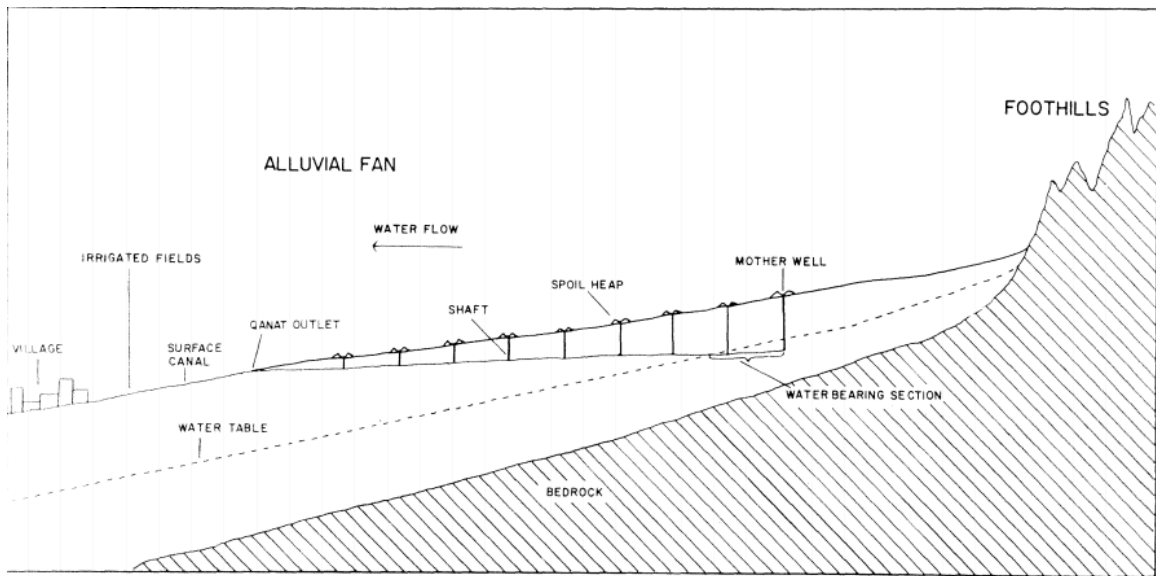 FOOTHILLS
ALLUVIAL FAN
WATER FLOW
IRRIGATED FIELDS
MOTHER WELL
SPOIL HEAP
SHAFT
QANAT OUTLET
VILLAGE
SURFACE
CANAL
WATER BEARING SECTION
WATER TABLE
BEDROCK